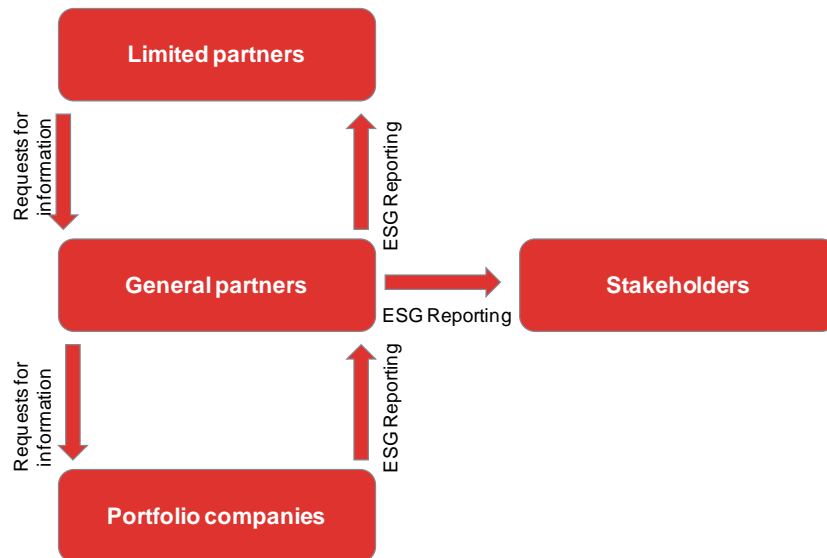 Limited partners
Requests for
information
ESG Reporting
General partners
ESG Reporting
Stakeholders
Requests for
information
ESG Reporting
Portfolio companies